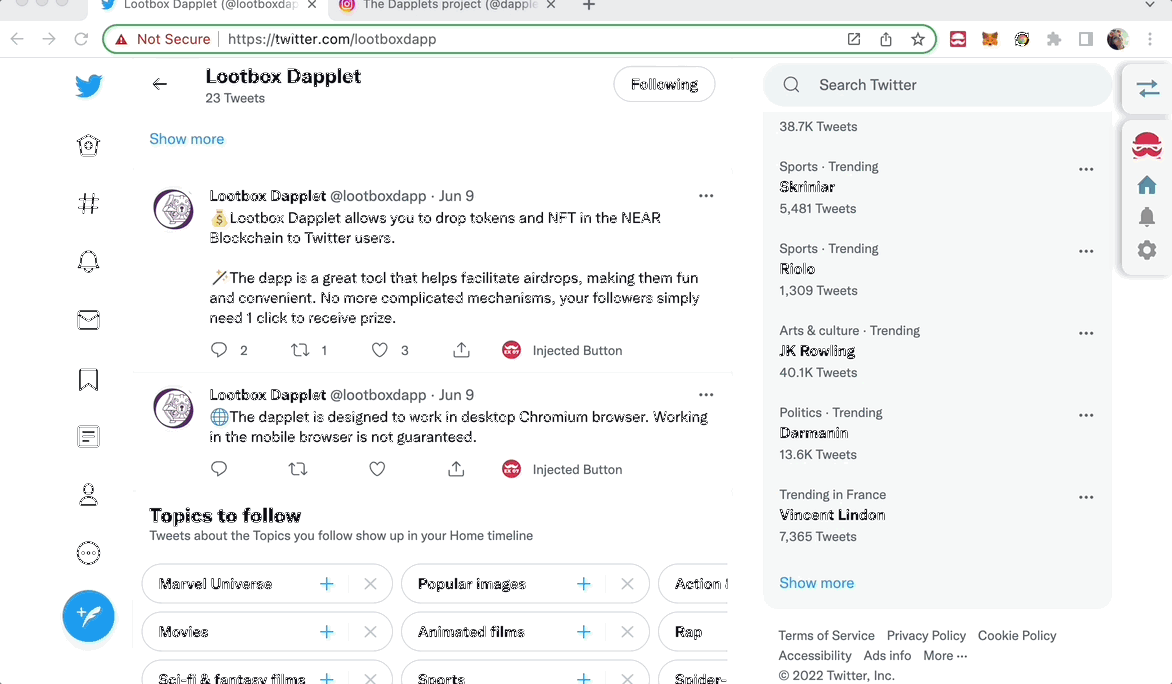 Lootbox Dapplet (@lootboxdap
The Dapplets project (@dapple
Not Secure
https://twitter.com/lootboxdapp
Lootbox Dapplet
23 Tweets
Following
Show more
Lootbox Dapplet @lootboxdapp · Jun 9
💰Lootbox Dapplet allows you to drop tokens and NFT in the NEAR
Blockchain to Twitter users.
🪄The dapp is a great tool that helps facilitate airdrops, making them fun
and convenient. No more complicated mechanisms, your followers simply
need 1 click to receive prize.
2 1 3 Injected Button
Lootbox Dapplet @lootboxdapp · Jun 9
🌐The dapplet is designed to work in desktop Chromium browser. Working
in the mobile browser is not guaranteed.
Injected Button
Topics to follow
Tweets about the Topics you follow show up in your Home timeline
Marvel Universe
Popular images
Action
Movies
Animated films
Rap
Sci-fi & fantasy films
Sports
Spider-
Search Twitter
38.7K Tweets
Sports · Trending
Skriniar
5,481 Tweets
Sports · Trending
Riolo
1,309 Tweets
Arts & culture · Trending
JK Rowling
40.1K Tweets
Politics · Trending
Darmanin
13.6K Tweets
Trending in France
Vincent Lindon
7,365 Tweets
Show more
Terms of Service Privacy Policy Cookie Policy
Accessibility Ads info More ···
© 2022 Twitter, Inc.